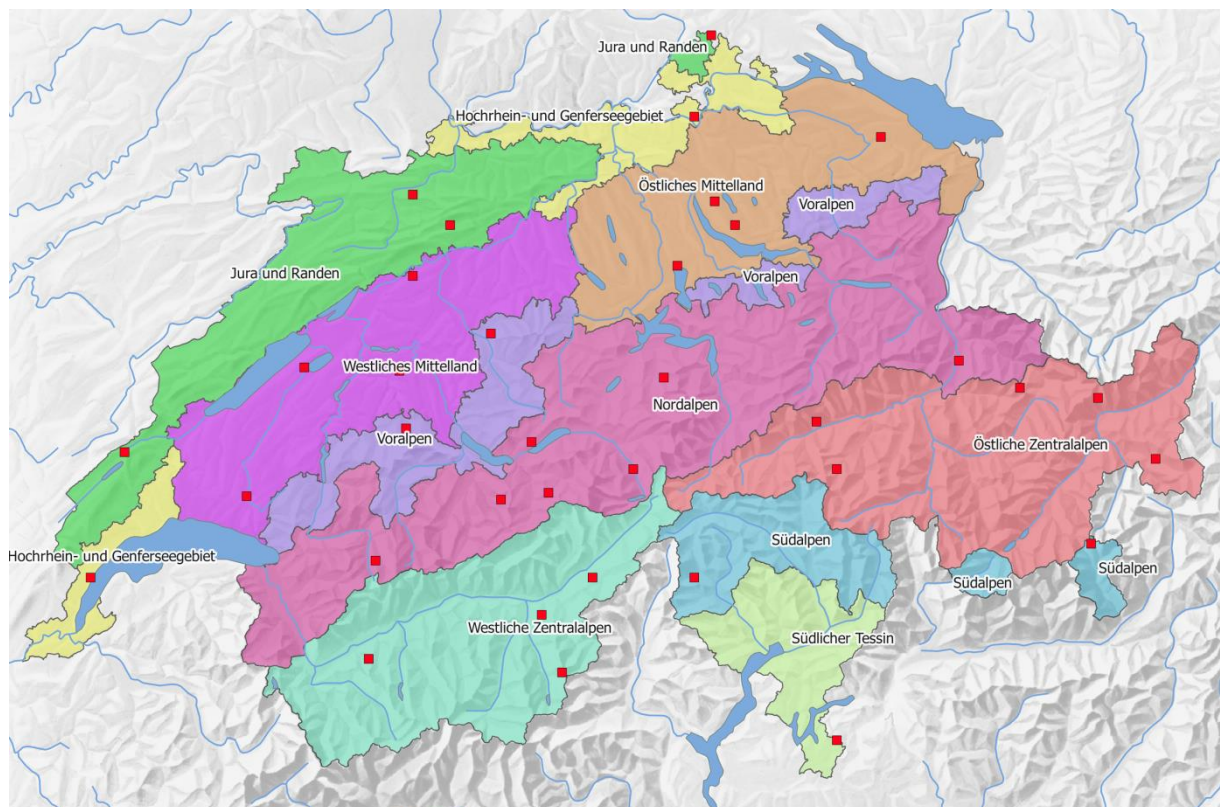 Jura und Randen
Hochrhein- und Genferseegebiet
Östliches Mittelland
Voralpen
Jura und Randen
Voralpen
Westliches Mittelland
Nordalpen
Voralpen
Östliche Zentralalpen
Südalpen
Hochrhein- und Genferseegebiet
Südalpen
Südalpen
Westliche Zentralalpen
Südlicher Tessin